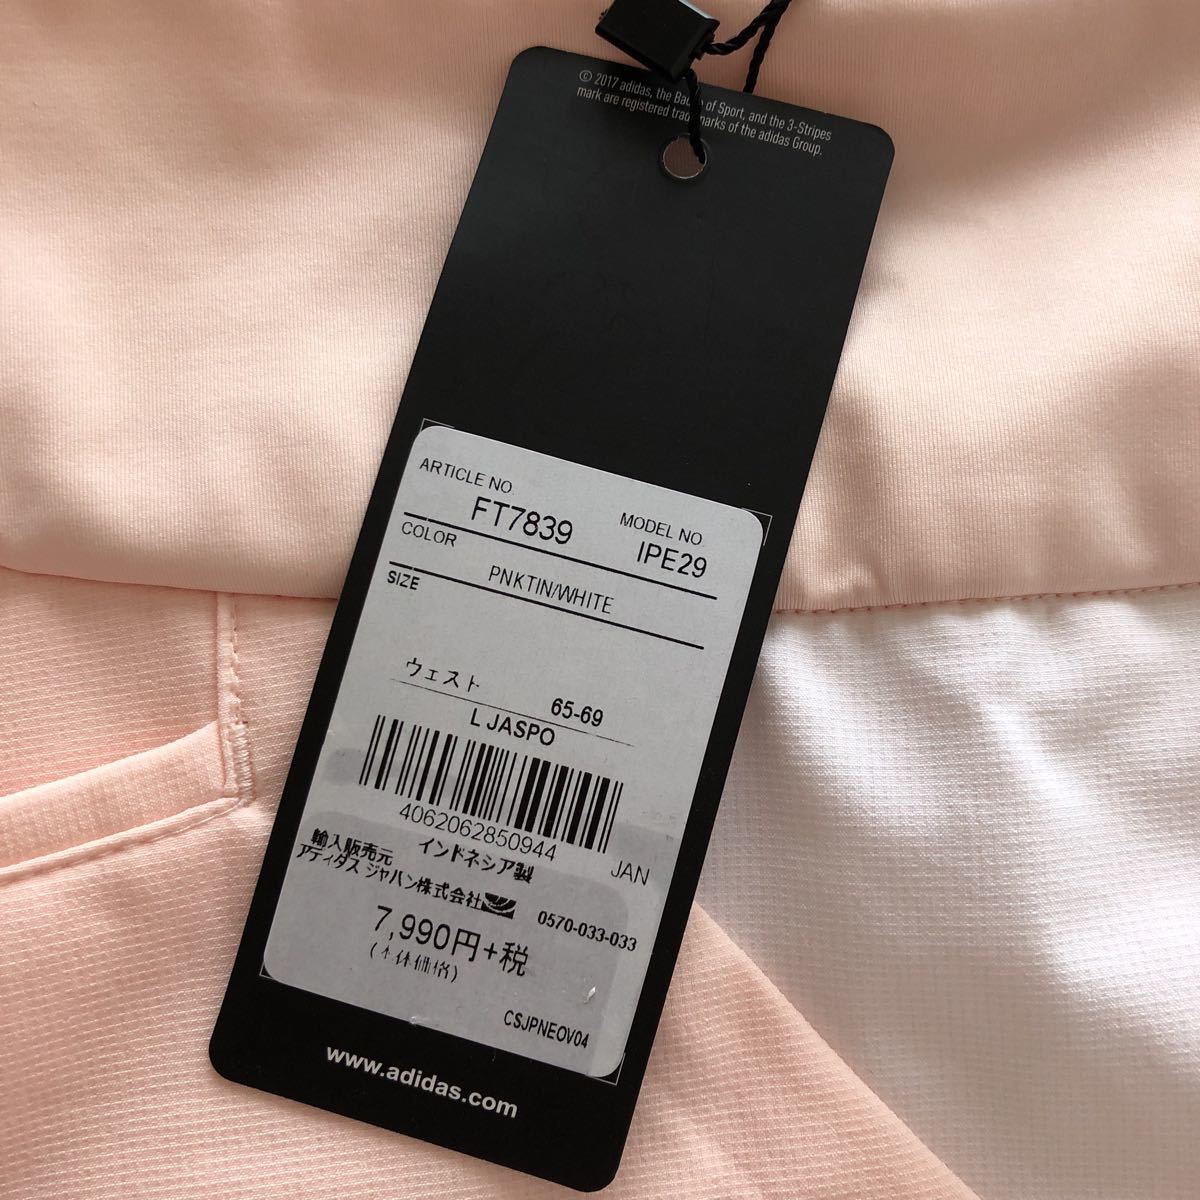 © 2017 adidas, the Badge of Sport, and the 3-Stripes
mark are registered trademarks of the adidas Group.
ARTICLE NO
FT7839
MODEL NO
IPE29
COLOR
PNKTIN/WHITE
SIZE
ウェスト 65-69
L JASPO
4062062850944
JAN
輸入販売元 インドネシア製
アディダス ジャパン株式会社 0570-033-033
7,990円+税
(本体価格)
CSJPNEOV04
www.adidas.com